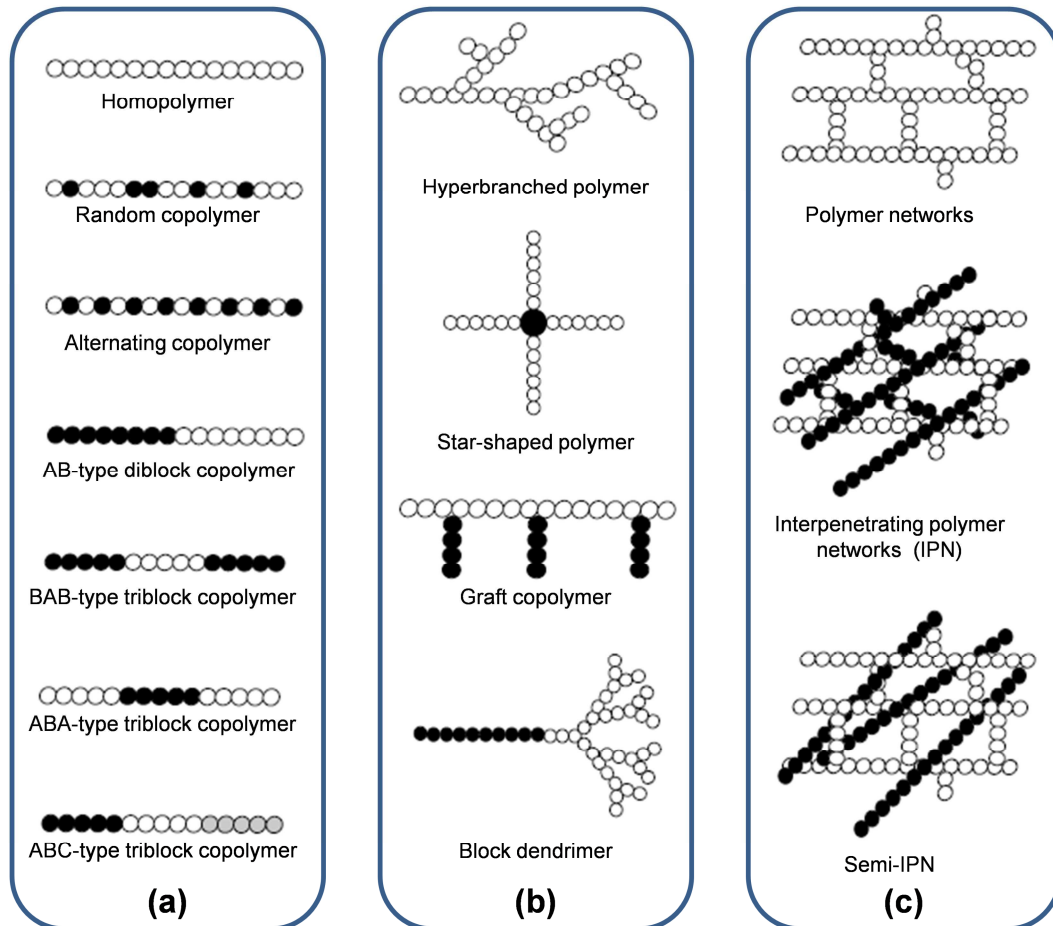 Homopolymer
Random copolymer
Alternating copolymer
AB-type diblock copolymer
BAB-type triblock copolymer
ABA-type triblock copolymer
ABC-type triblock copolymer
(a)
Hyperbranched polymer
Star-shaped polymer
Graft copolymer
Block dendrimer
(b)
Polymer networks
Interpenetrating polymer
networks (IPN)
Semi-IPN
(c)